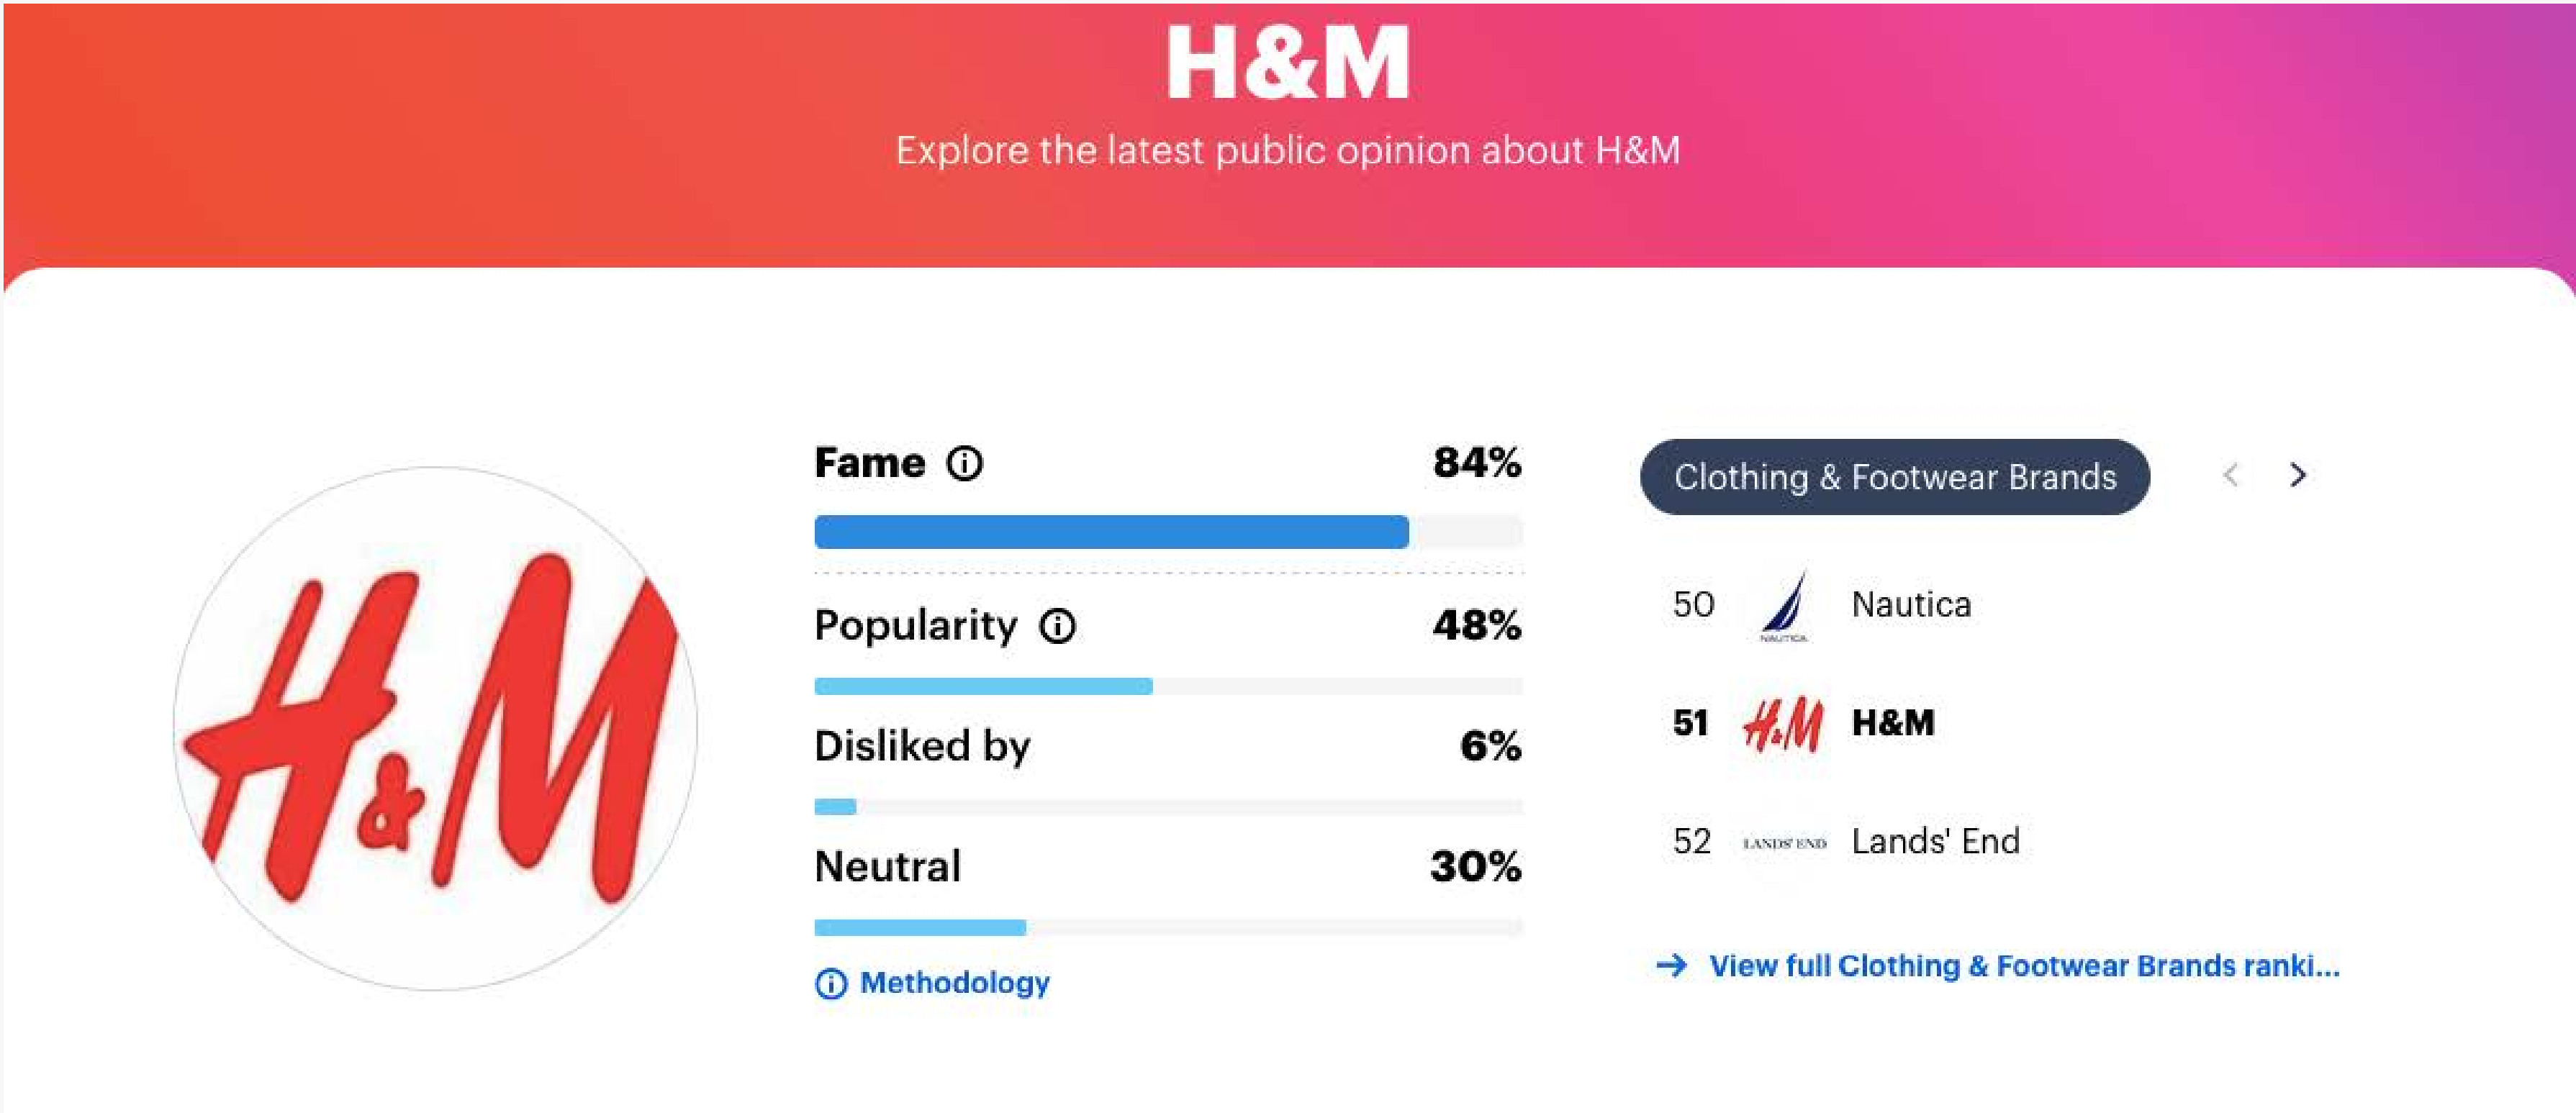 H&M
Explore the latest public opinion about H&M
H&M
Fame 84%
Popularity 48%
Disliked by 6%
Neutral 30%
Methodology
Clothing & Footwear Brands
50 NAUTICA Nautica
51 H&M H&M
52 LANDS' END Lands' End
View full Clothing & Footwear Brands ranki...